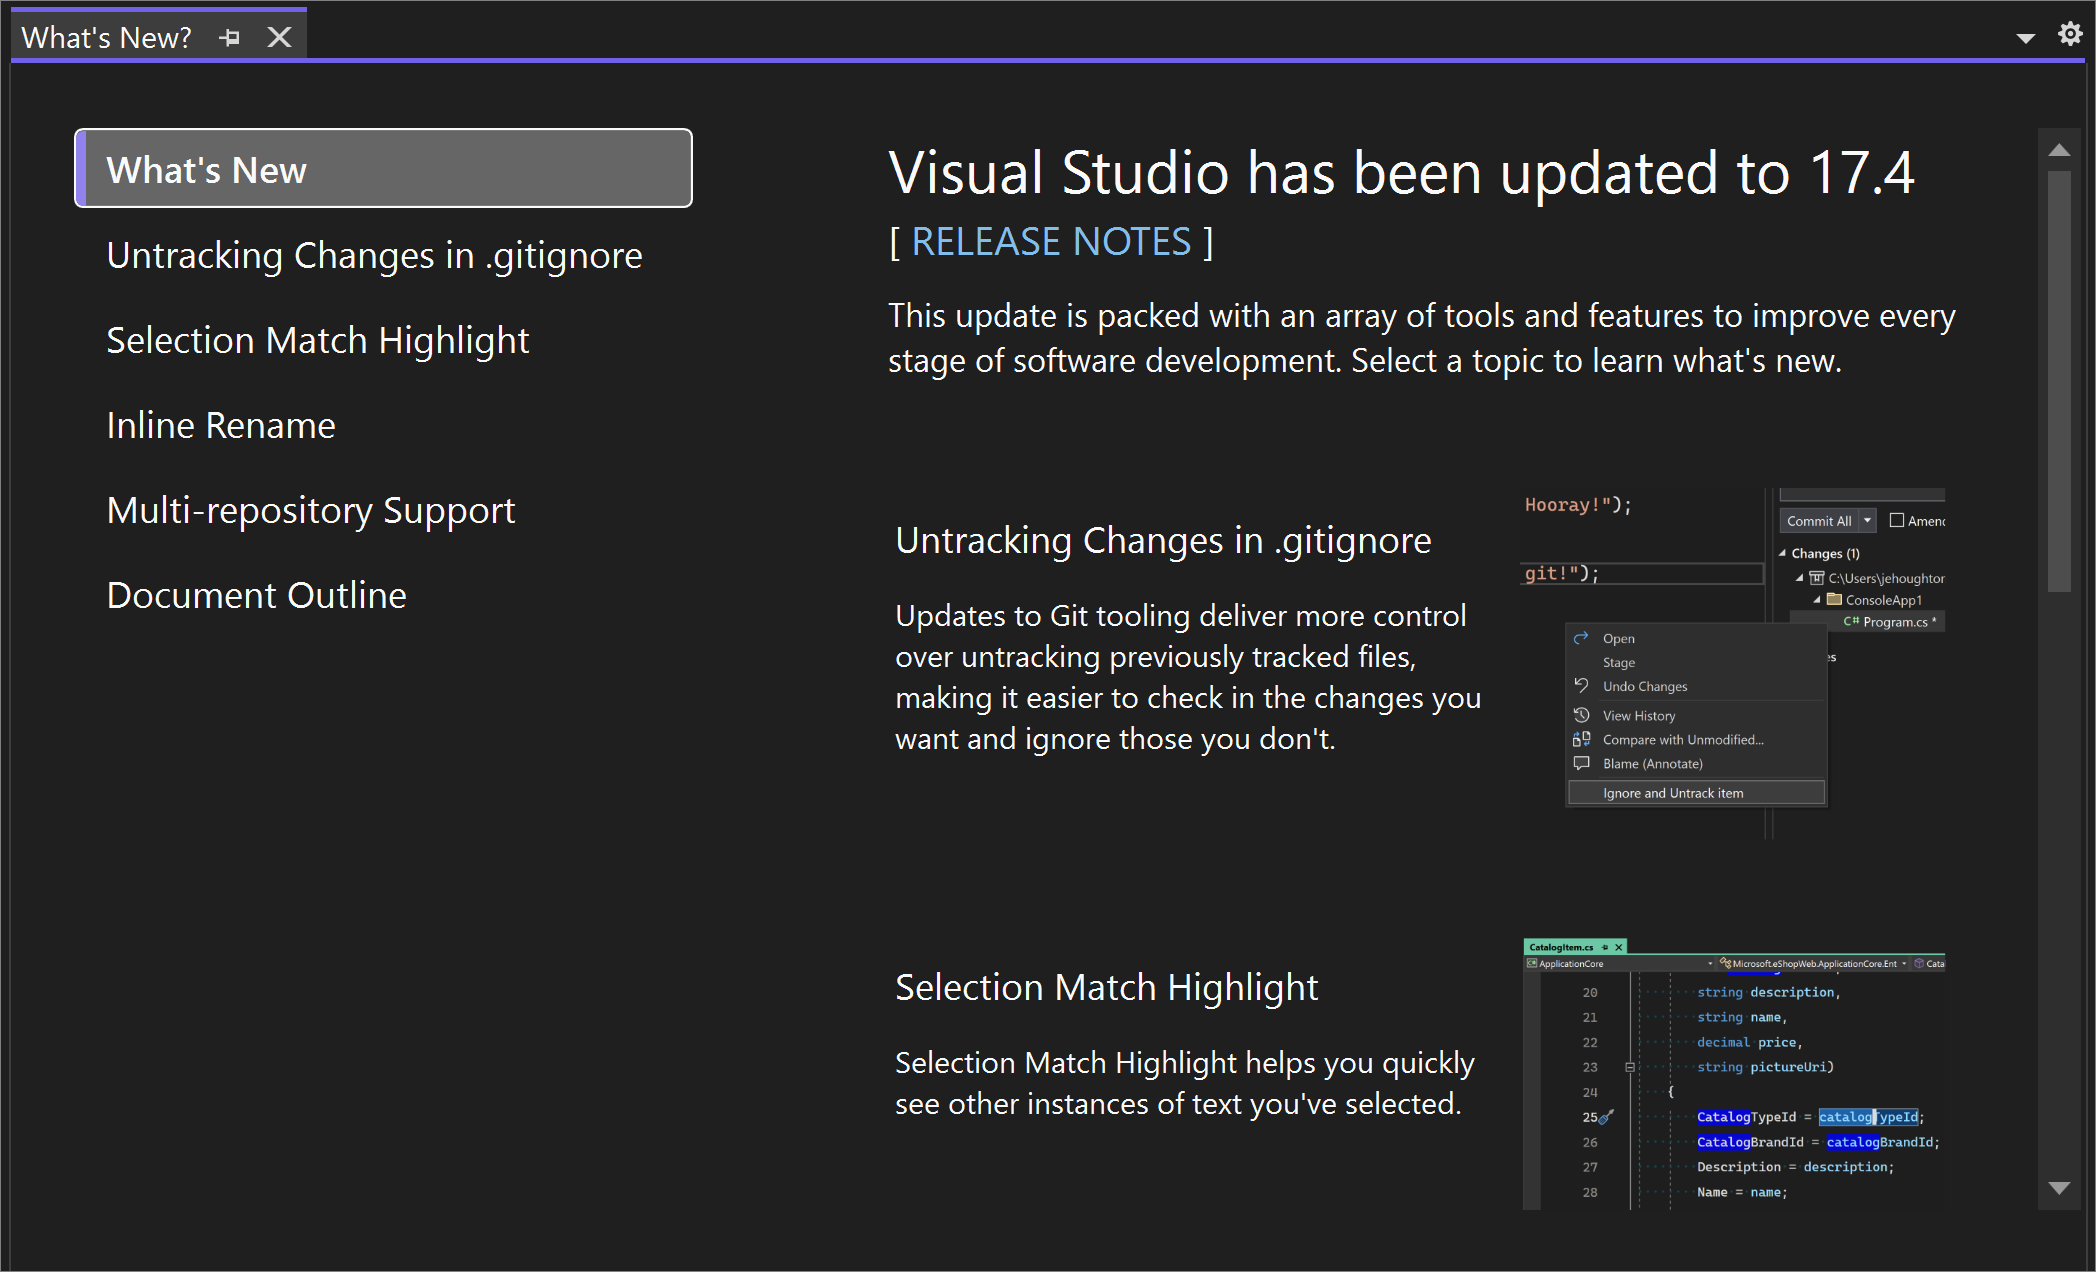 What's New?
What's New
Untracking Changes in .gitignore
Selection Match Highlight
Inline Rename
Multi-repository Support
Document Outline
Visual Studio has been updated to 17.4
[ RELEASE NOTES ]
This update is packed with an array of tools and features to improve every
stage of software development. Select a topic to learn what's new.
Untracking Changes in .gitignore
Updates to Git tooling deliver more control
over untracking previously tracked files,
making it easier to check in the changes you
want and ignore those you don't.
Hooray!");
git!");
Commit All
Amend
Changes (1)
C:\Users\jehoughton
ConsoleApp1
C# Program.cs *
es
Open
Stage
Undo Changes
View History
Compare with Unmodified...
Blame (Annotate)
Ignore and Untrack item
Selection Match Highlight
Selection Match Highlight helps you quickly
see other instances of text you've selected.
CatalogItem.cs
ApplicationCore
Microsoft.eShopWeb.ApplicationCore.Ent
Cata
20 string description,
21 string name,
22 decimal price,
23 string pictureUri)
24 {
25 CatalogTypeId = catalogTypeId;
26 CatalogBrandId = catalogBrandId;
27 Description = description;
28 Name = name;